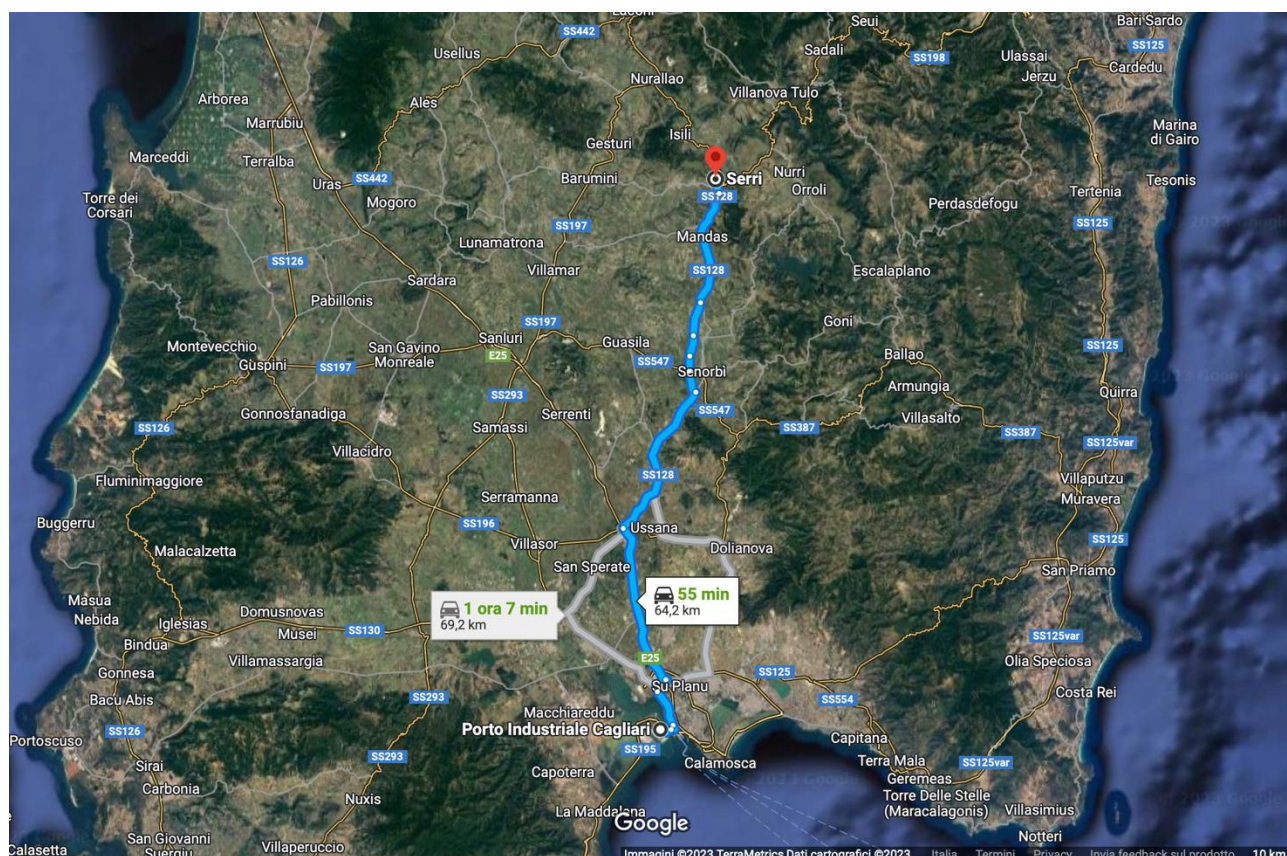 Laconi
SS442
Seui
Bari Sardo
Usellus
Sadali
Ulassai
SS125
SS198
Jerzu
Cardedu
Nurallao
Villanova Tulo
Arborea
Ales
Marrubiu
Isili
Marina
di Gairo
Gesturi
Marceddì
Terralba
Nurri
Serri
Barumini
Uras
SS442
Orroli
Tertenia
Tesonis
Torre dei
Corsari
Mogoro
SS128
Perdasdefogu
SS197
SS125
Mandas
Lunamatrona
SS126
Villamar
SS128
Escalaplano
Sardara
Pabillonis
Goni
SS197
Montevecchio
San Gavino
Monreale
Sanluri
Guasila
SS125
E25
SS547
Ballao
Guspini
SS197
Senorbì
Armungia
Quirra
SS293
Gonnosfanadiga
Serrenti
SS547
Villasalto
SS126
Samassi
SS387
SS387
SS125var
Villacidro
Fluminimaggiore
SS128
Villaputzu
Serramanna
Muravera
Buggerru
SS196
Ussana
SS125
Malacalzetta
Villasor
Dolianova
San Sperate
San Priamo
55 min
64,2 km
Masua
1 ora 7 min
69,2 km
Nebida
Domusnovas
Iglesias
Musei
SS130
SS125var
Bindua
E25
Villamassargia
Olia Speciosa
Gonnesa
SS125
Su Planu
SS293
Costa Rei
Bacu Abis
SS554
Macchiareddu
SS126
Porto Industriale Cagliari
Portoscuso
SS195
Capitana
SS293
Calamosca
Terra Mala
SS125var
Sirai
Capoterra
Geremeas
Carbonia
Torre Delle Stelle
(Maracalagonis)
Nuxis
Villasimius
La Maddalena
Google
San Giovanni
Suergiu
Notteri
Calasetta
Villaperuccio
Immagini ©2023 TerraMetrics Dati cartografici ©2023 Italia Termini Privacy Invia feedback sul prodotto 10 km